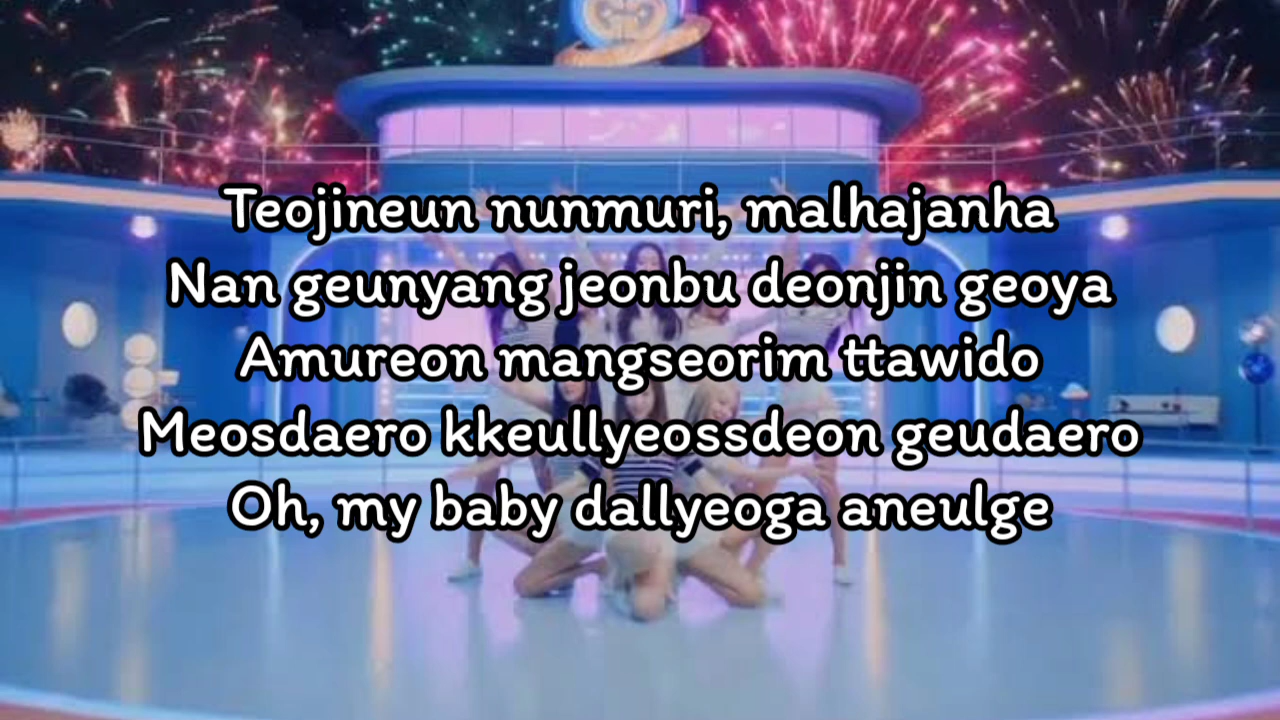 Teojineun nunmuri, malhajanha
Nan geunyang jeonbu deonjin geoya
Amureon mangseorim ttawido
Meosdaero kkeullyeossdeon geudaero
Oh, my baby dallyeoga aneulge